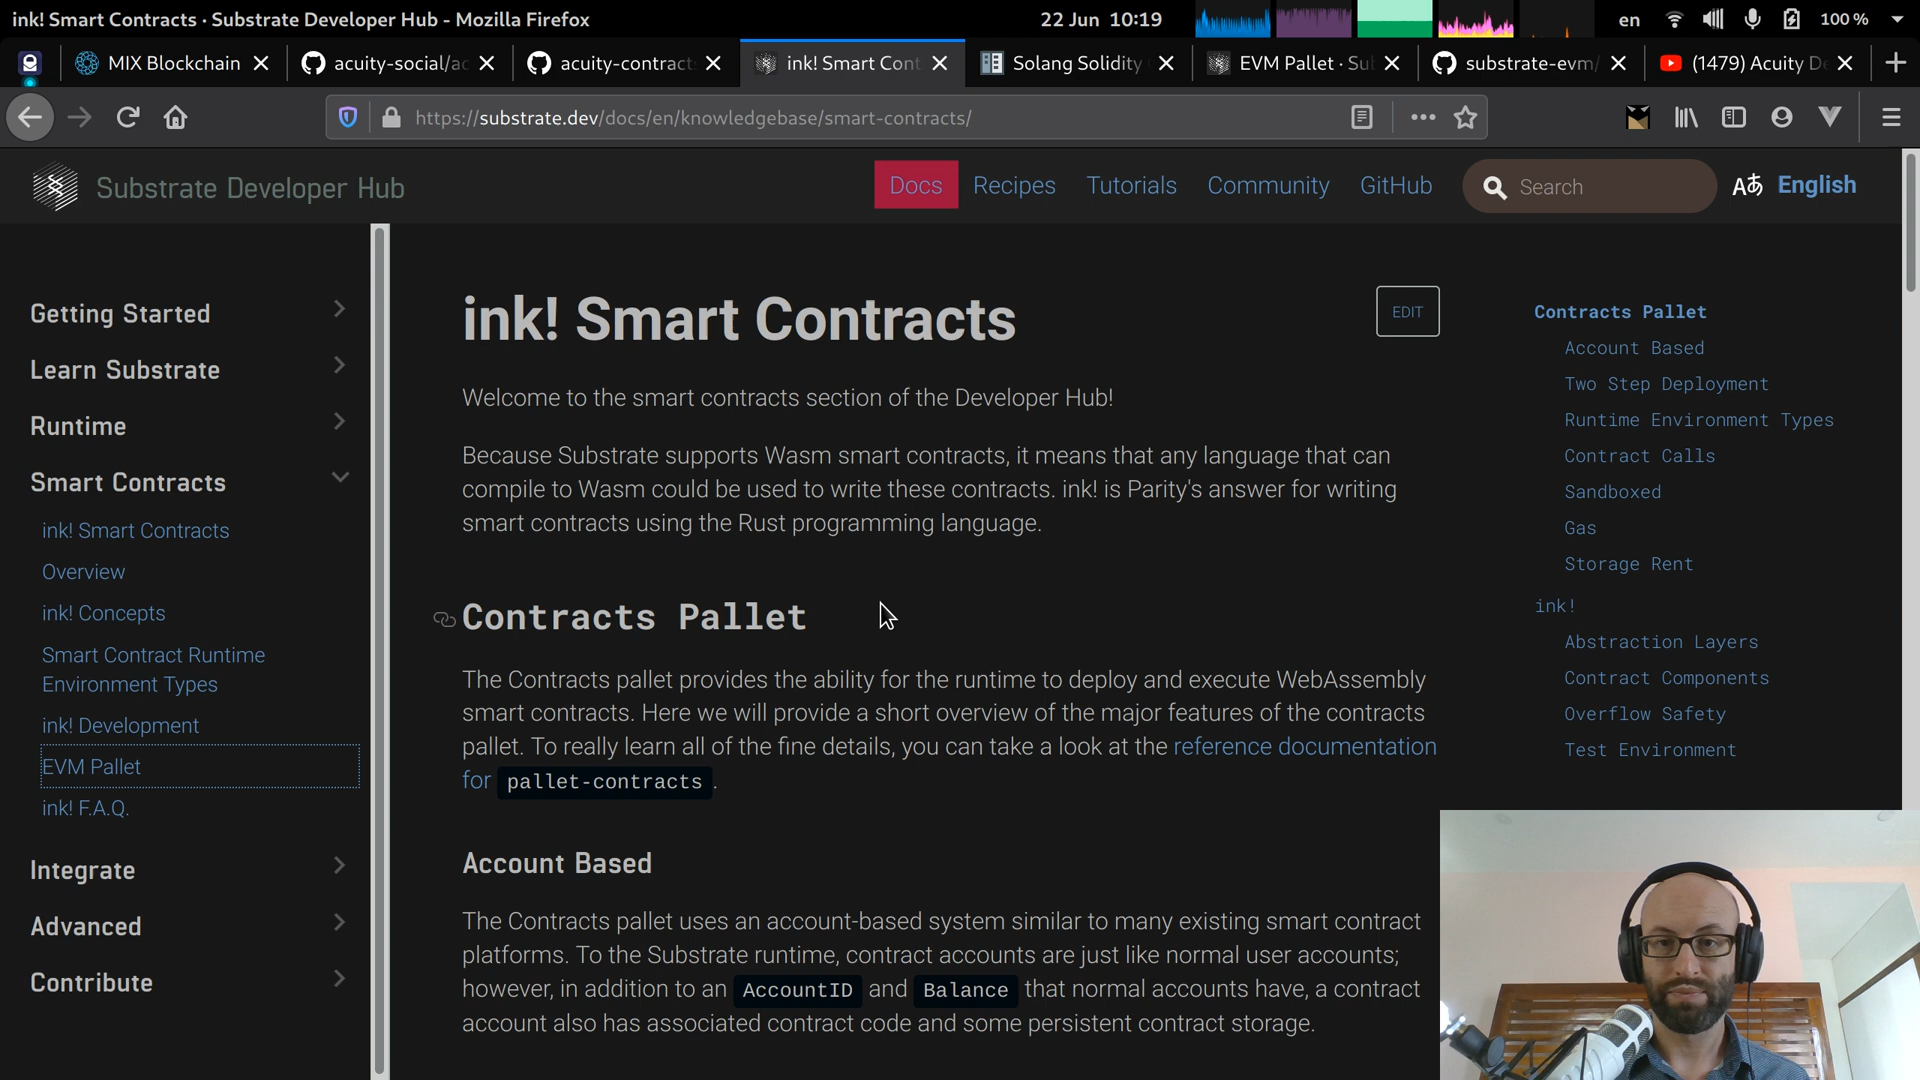 ink! Smart Contracts · Substrate Developer Hub - Mozilla Firefox
22 Jun 10:19
en
100 %
MIX Blockchain
acuity-social/ac
acuity-contract
ink! Smart Cont
Solang Solidity
EVM Pallet · Su
substrate-evm/
(1479) Acuity D
https://substrate.dev/docs/en/knowledgebase/smart-contracts/
Substrate Developer Hub
Docs
Recipes
Tutorials
Community
GitHub
Search
English
Getting Started
Learn Substrate
Runtime
Smart Contracts
ink! Smart Contracts
Overview
ink! Concepts
Smart Contract Runtime
Environment Types
ink! Development
EVM Pallet
ink! F.A.Q.
Integrate
Advanced
Contribute
ink! Smart Contracts
EDIT
Welcome to the smart contracts section of the Developer Hub!
Because Substrate supports Wasm smart contracts, it means that any language that can
compile to Wasm could be used to write these contracts. ink! is Parity's answer for writing
smart contracts using the Rust programming language.
Contracts Pallet
The Contracts pallet provides the ability for the runtime to deploy and execute WebAssembly
smart contracts. Here we will provide a short overview of the major features of the contracts
pallet. To really learn all of the fine details, you can take a look at the reference documentation
for pallet-contracts.
Account Based
The Contracts pallet uses an account-based system similar to many existing smart contract
platforms. To the Substrate runtime, contract accounts are just like normal user accounts;
however, in addition to an AccountID and Balance that normal accounts have, a contract
account also has associated contract code and some persistent contract storage.
Contracts Pallet
Account Based
Two Step Deployment
Runtime Environment Types
Contract Calls
Sandboxed
Gas
Storage Rent
ink!
Abstraction Layers
Contract Components
Overflow Safety
Test Environment